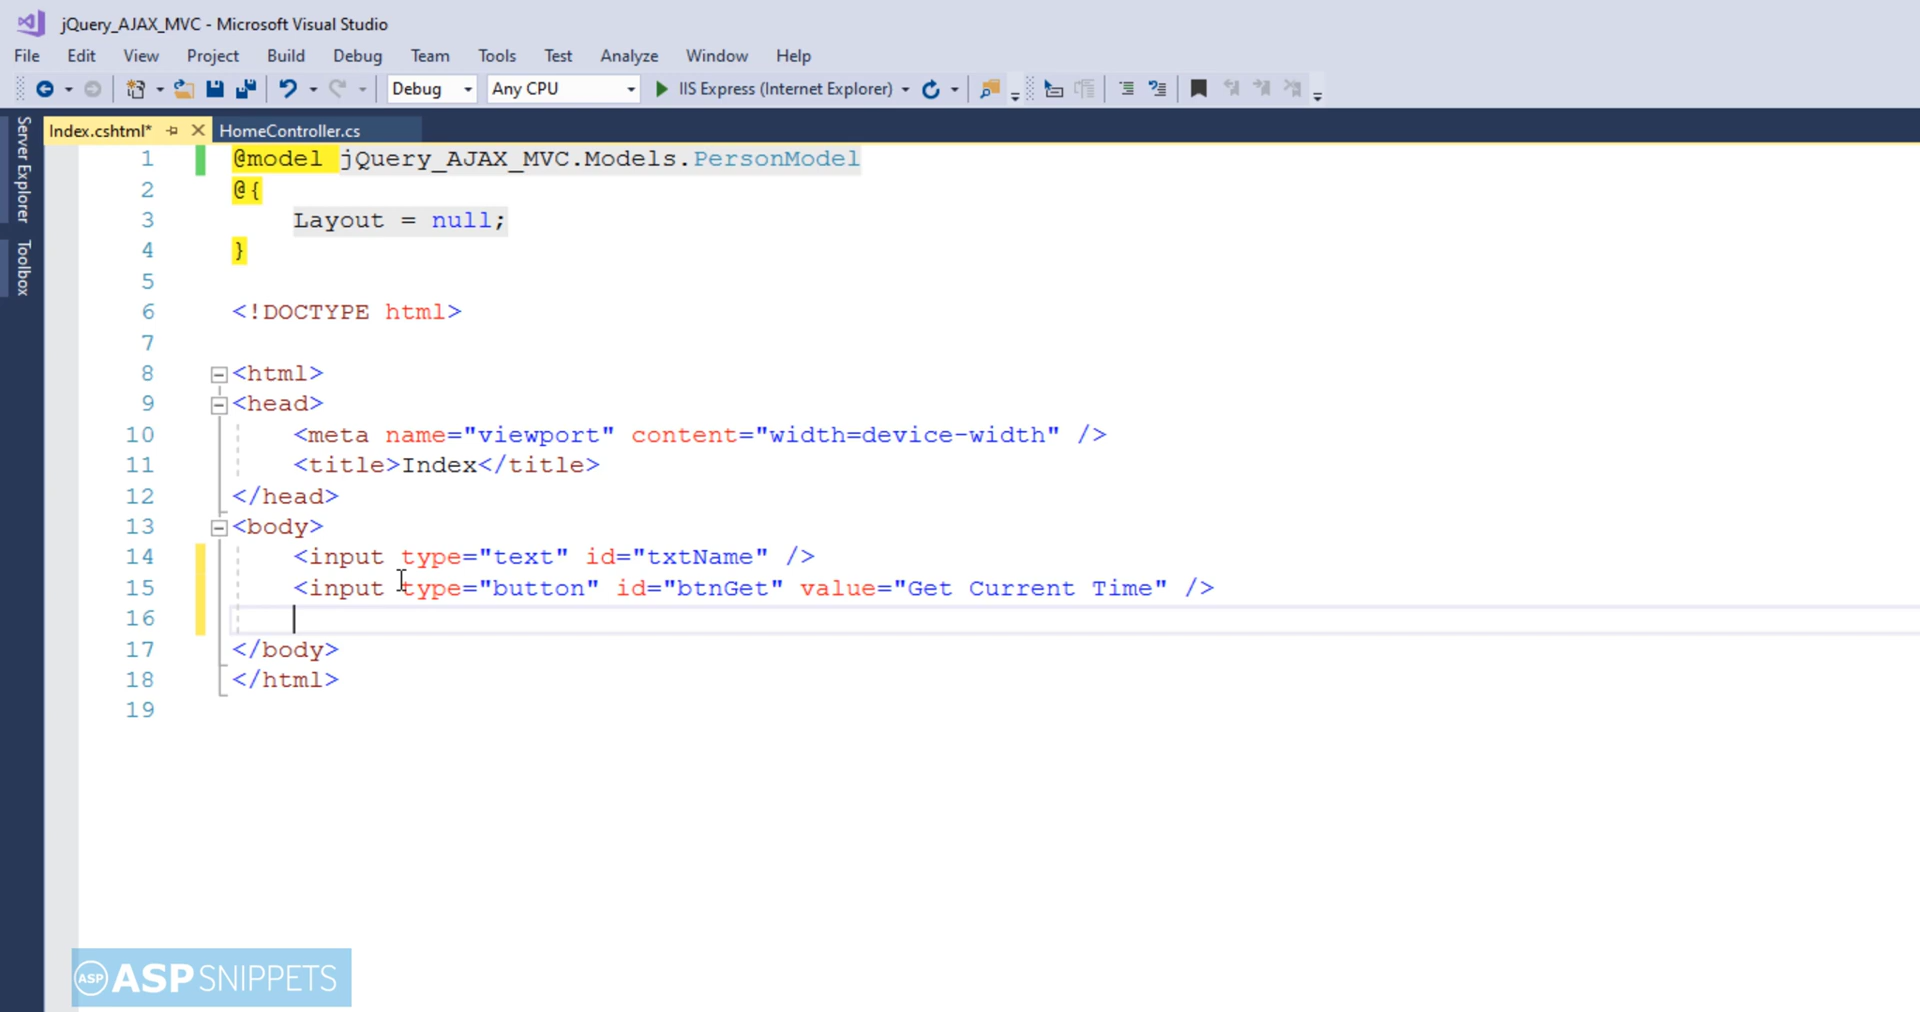 jQuery_AJAX_MVC - Microsoft Visual Studio
File Edit View Project Build Debug Team Tools Test Analyze Window Help
Debug Any CPU IIS Express (Internet Explorer)
Server Explorer
Toolbox
Index.cshtml* HomeController.cs
1 @model jQuery_AJAX_MVC.Models.PersonModel
2 @{
3 Layout = null;
4 }
5
6 <!DOCTYPE html>
7
8 <html>
9 <head>
10 <meta name="viewport" content="width=device-width" />
11 <title>Index</title>
12 </head>
13 <body>
14 <input type="text" id="txtName" />
15 <input type="button" id="btnGet" value="Get Current Time" />
16
17 </body>
18 </html>
19
ASP ASPSNIPPETS